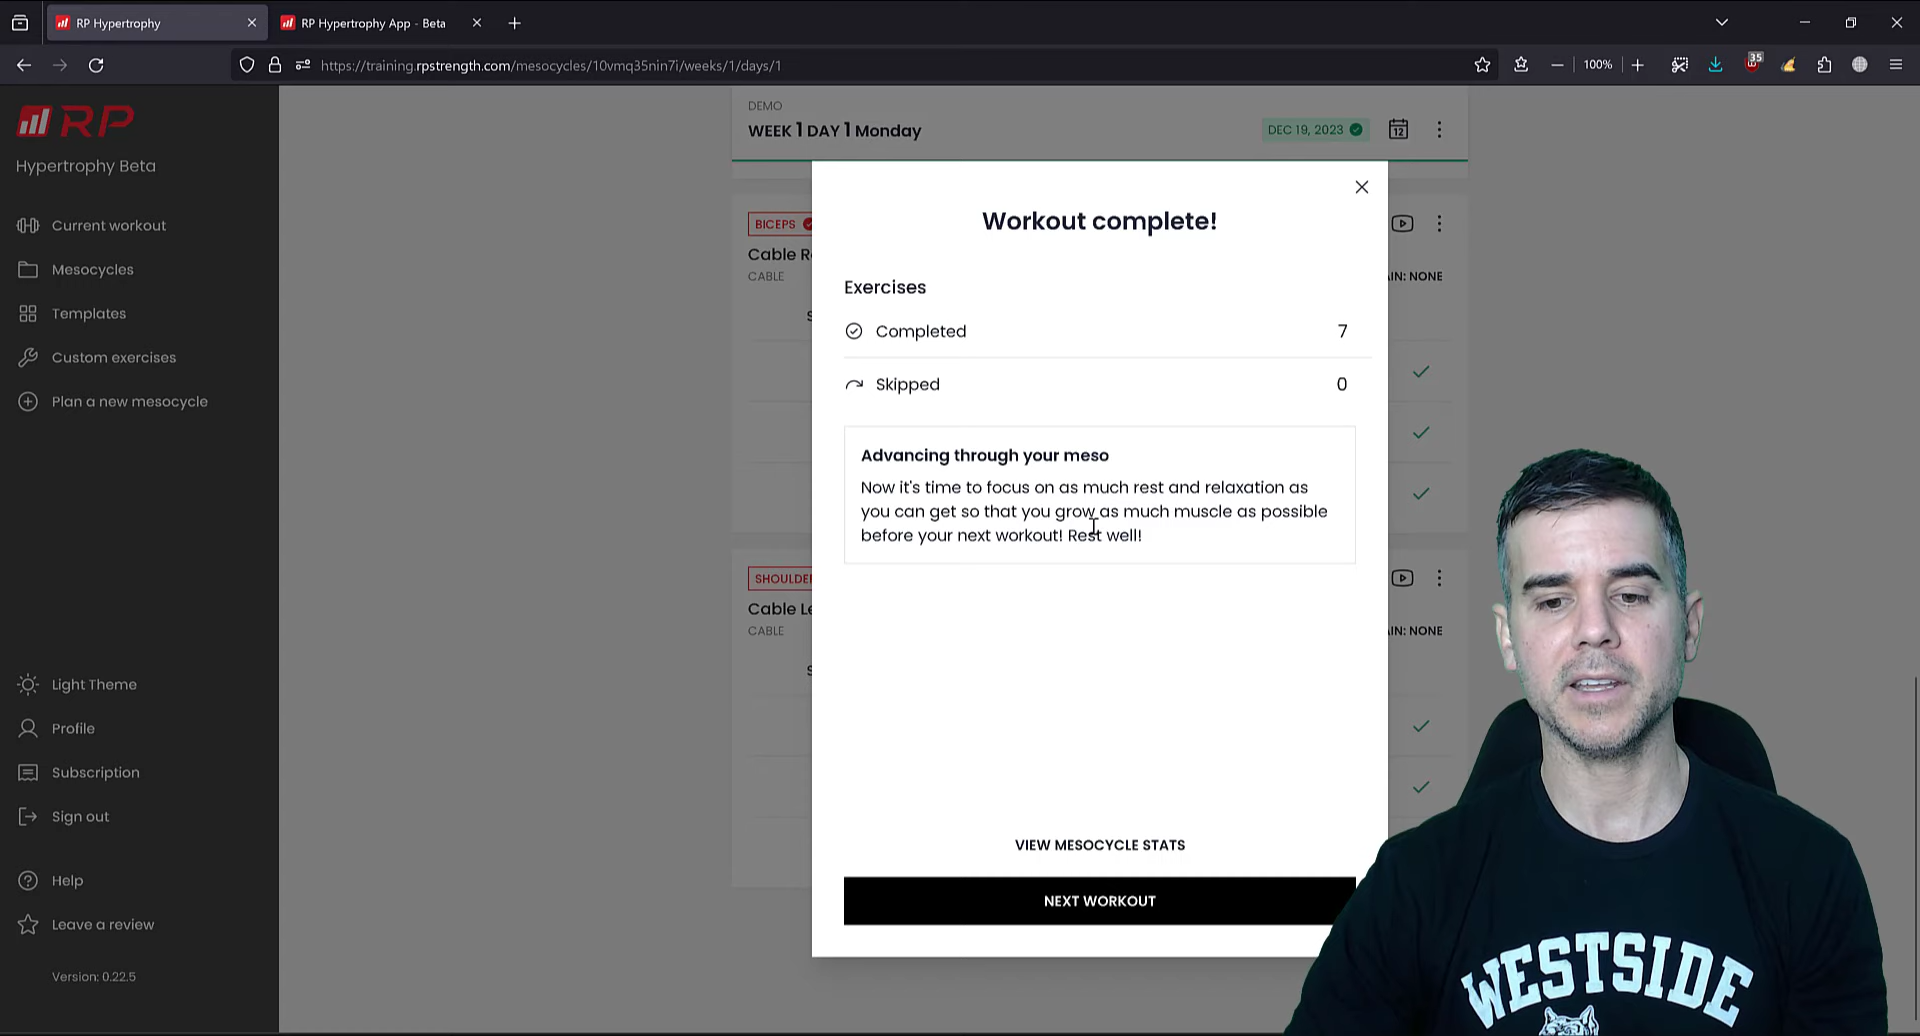 RP Hypertrophy
RP Hypertrophy App - Beta
https://training.rpstrength.com/mesocycles/10vmq35nin7i/weeks/1/days/1
100%
35
RP
Hypertrophy Beta
Current workout
Mesocycles
Templates
Custom exercises
Plan a new mesocycle
Light Theme
Profile
Subscription
Sign out
Help
Leave a review
Version: 0.22.5
DEMO
WEEK 1 DAY 1 Monday
DEC 19, 2023
12
BICEPS
Cable R
CABLE
AIN: NONE
S
SHOULDE
Cable Le
CABLE
AIN: NONE
S
Workout complete!
Exercises
Completed 7
Skipped 0
Advancing through your meso
Now it's time to focus on as much rest and relaxation as
you can get so that you grow as much muscle as possible
before your next workout! Rest well!
VIEW MESOCYCLE STATS
NEXT WORKOUT
WESTSIDE